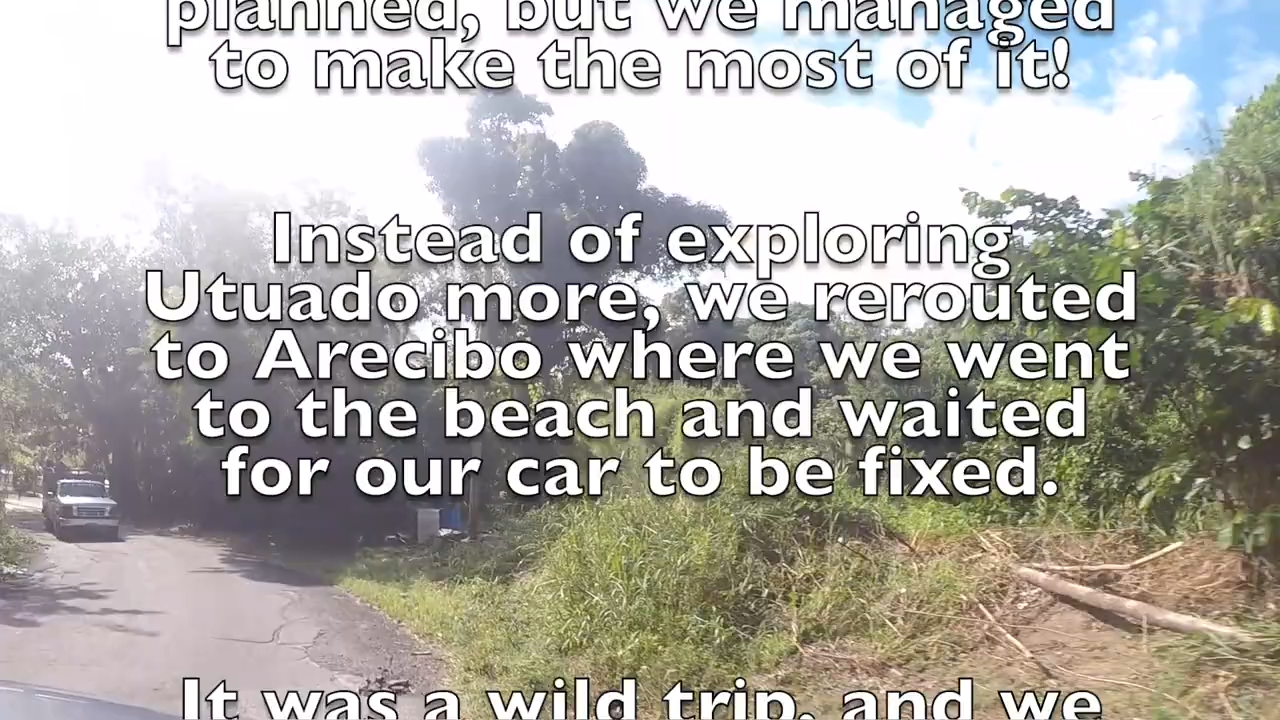 planned, but we managed
to make the most of it!
Instead of exploring
Utuado more, we rerouted
to Arecibo where we went
to the beach and waited
for our car to be fixed.
It was a wild trip, and we